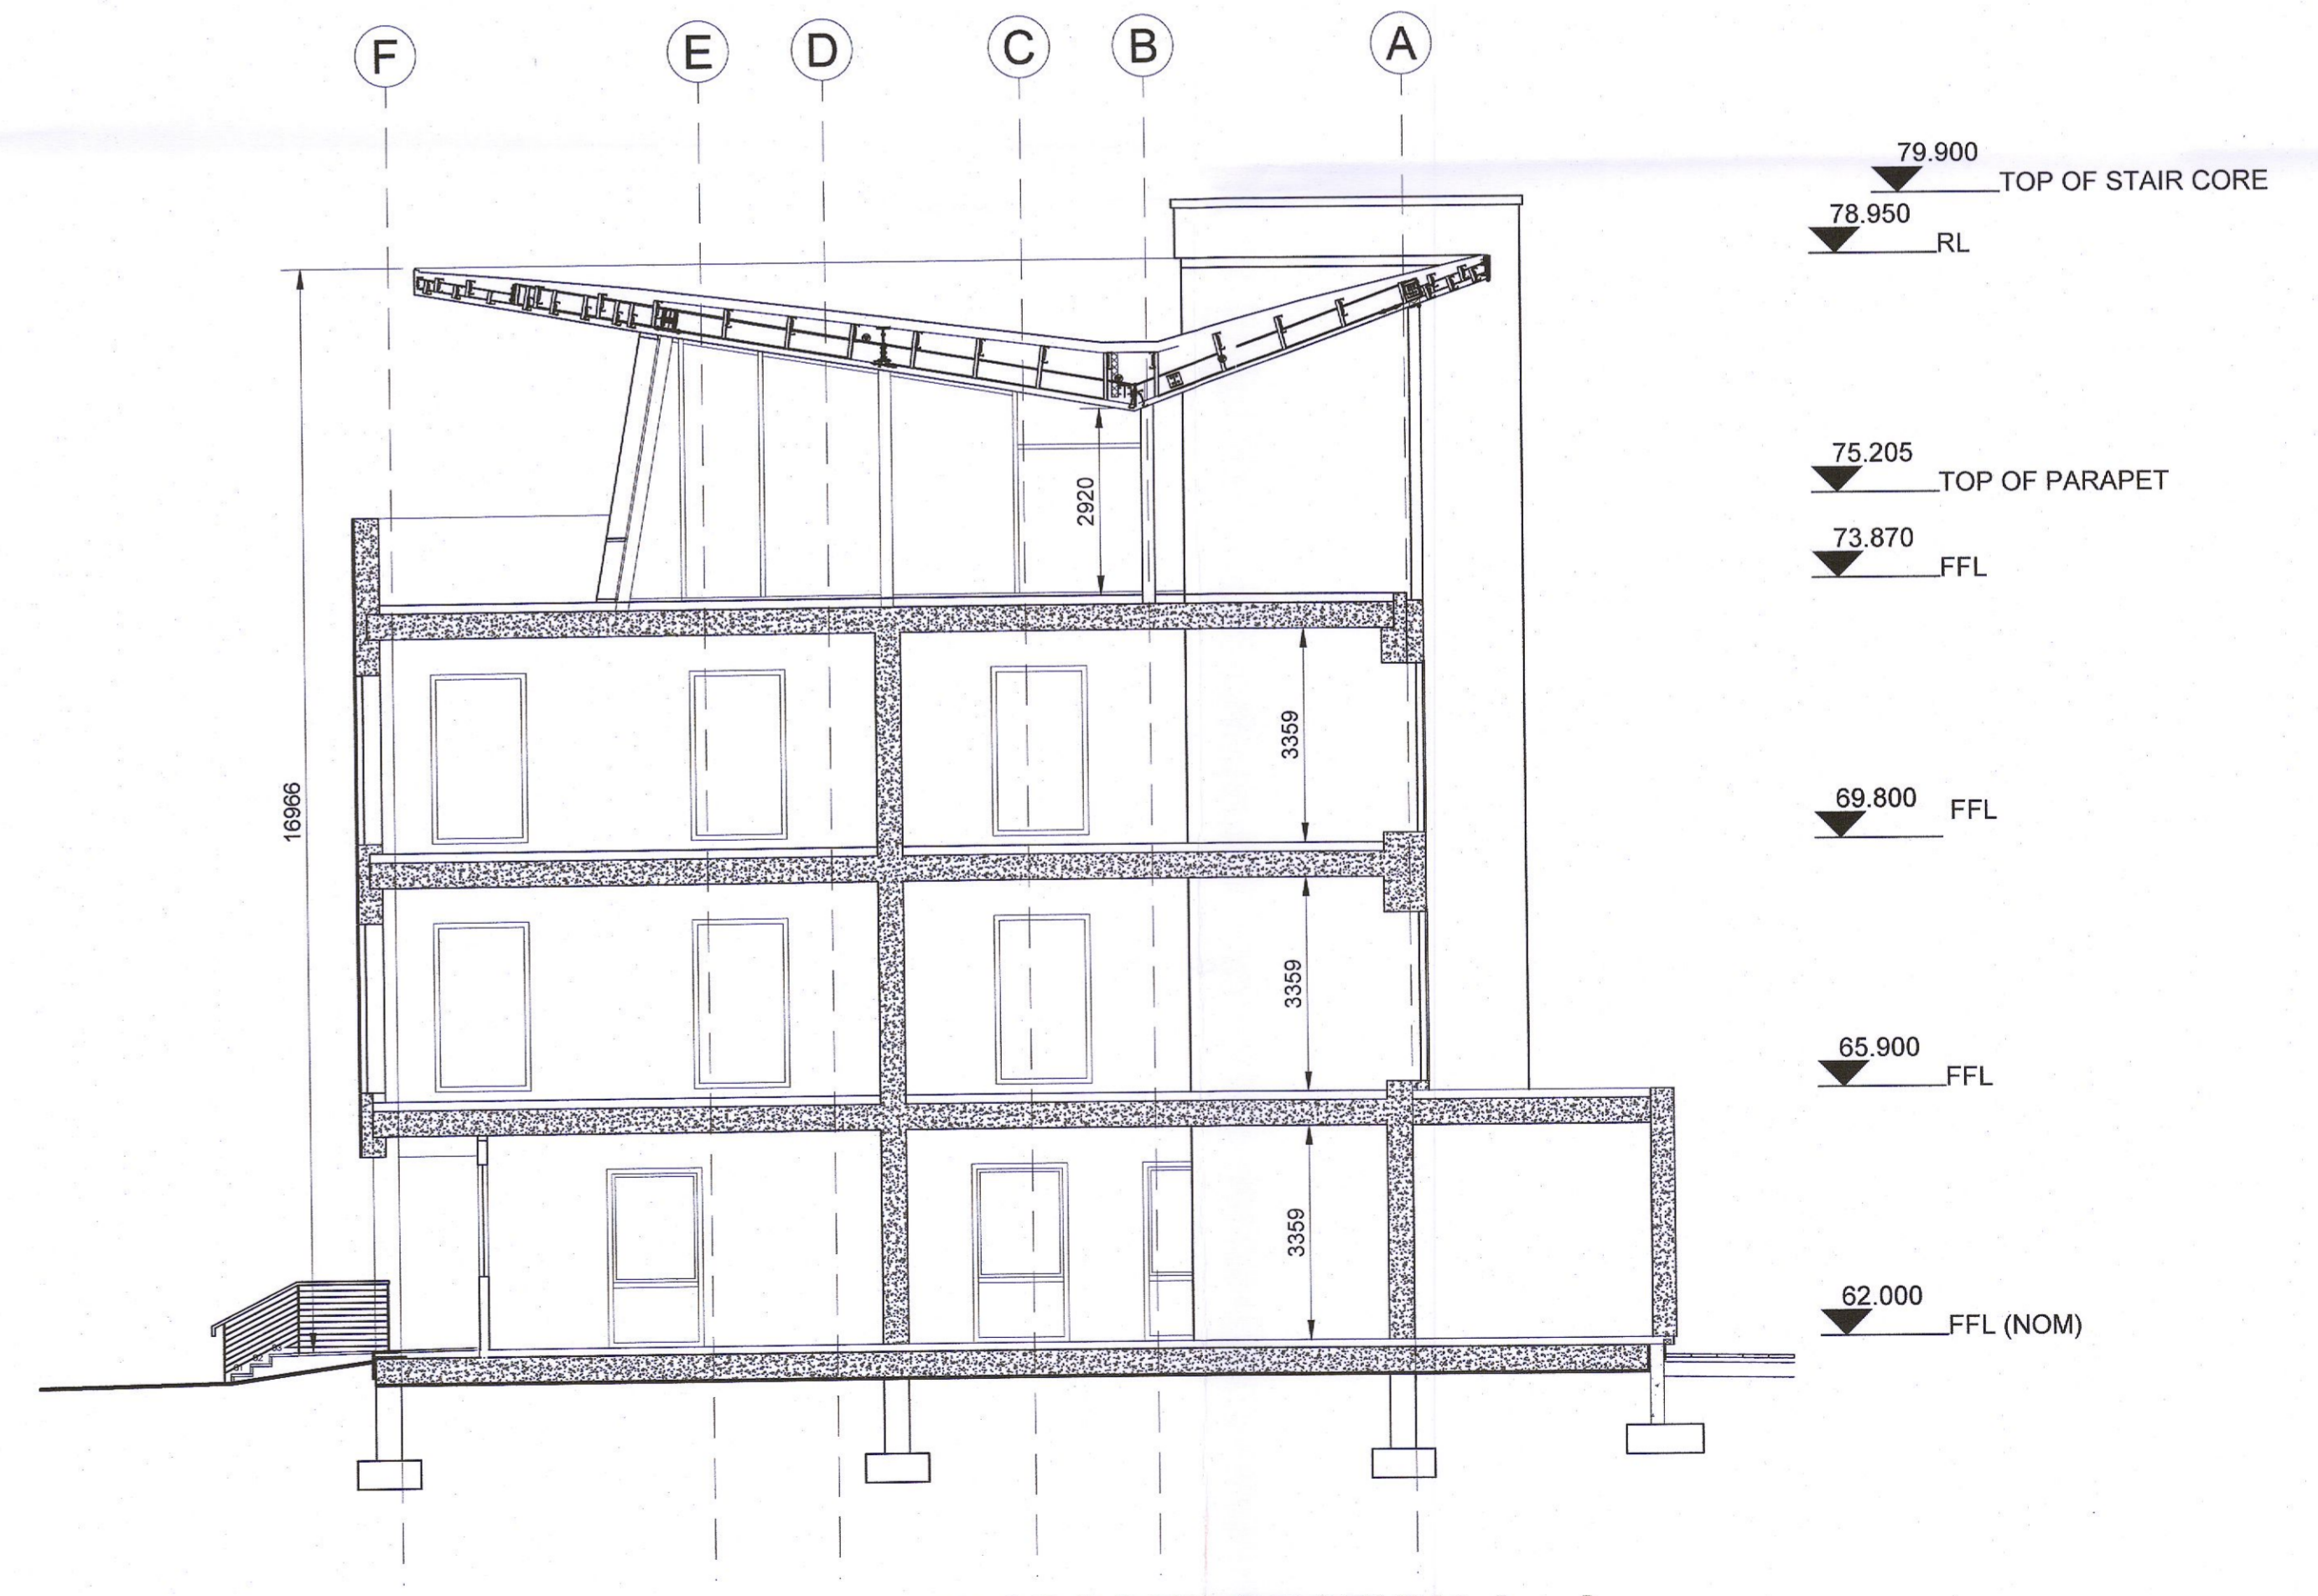 F E D C B A
79.900
TOP OF STAIR CORE
78.950
RL
75.205
TOP OF PARAPET
2920
73.870
FFL
3359
16966
69.800
FFL
3359
65.900
FFL
3359
62.000
FFL (NOM)